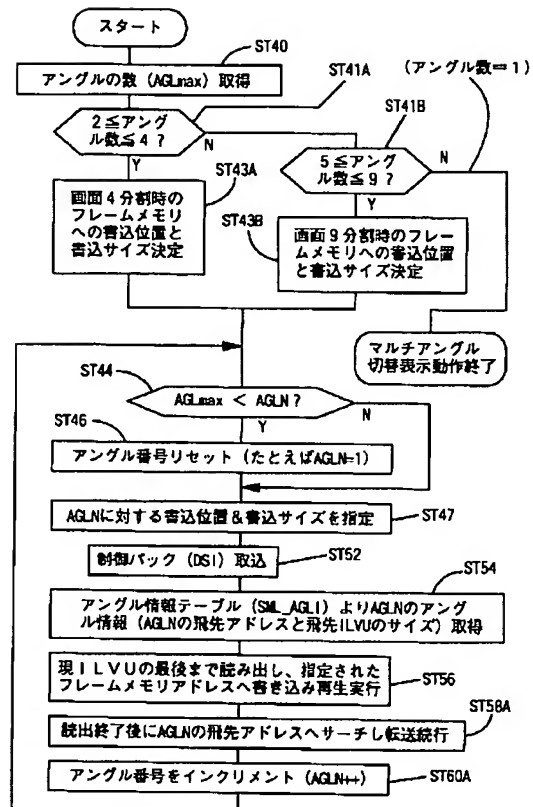 スタート
ST40
アングルの数（AGLmax）取得
ST41A
2≦アング
ル数≦4？
Y
N
（アングル数＝1）
ST41B
5≦アング
ル数≦9？
Y
N
ST43A
画面4分割時の
フレームメモリ
への書込位置と
書込サイズ決定
ST43B
画面9分割時のフレー
ムメモリへの書込位置
と書込サイズ決定
マルチアングル
切替表示動作終了
ST44
AGLmax < AGLN？
Y
N
ST46
アングル番号リセット（たとえばAGLN=1）
AGLNに対する書込位置＆書込サイズを指定
ST47
制御パック（DSI）取込
ST52
ST54
アングル情報テーブル（SML_AGLI）よりAGLNのアング
ル情報（AGLNの飛先アドレスと飛先ILVUのサイズ）取得
現ILVUの最後まで読み出し、指定された
フレームメモリアドレスへ書き込み再生実行
ST56
読出終了後にAGLNの飛先アドレスへサーチし転送続行
ST58A
アングル番号をインクリメント（AGLN++）
ST60A